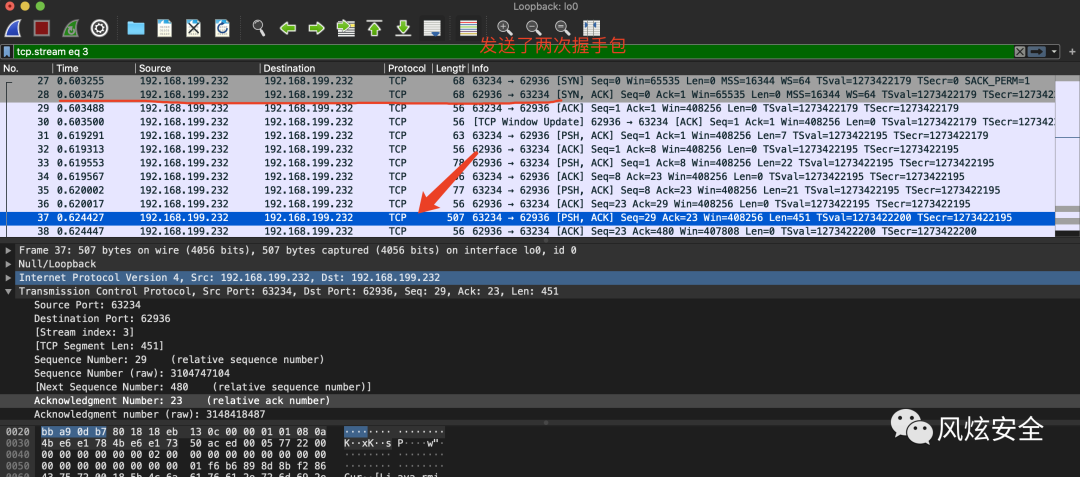 Loopback: lo0
发送了两次握手包
tcp.stream eq 3
No. Time Source Destination Protocol Length Info
27 0.603255 192.168.199.232 192.168.199.232 TCP 68 63234 → 62936 [SYN] Seq=0 Win=65535 Len=0 MSS=16344 WS=64 TSval=1273422179 TSecr=0 SACK_PERM=1
28 0.603475 192.168.199.232 192.168.199.232 TCP 68 62936 → 63234 [SYN, ACK] Seq=0 Ack=1 Win=65535 Len=0 MSS=16344 WS=64 TSval=1273422179 TSecr=127342
29 0.603488 192.168.199.232 192.168.199.232 TCP 56 63234 → 62936 [ACK] Seq=1 Ack=1 Win=408256 Len=0 TSval=1273422179 TSecr=1273422179
30 0.603500 192.168.199.232 192.168.199.232 TCP 56 [TCP Window Update] 62936 → 63234 [ACK] Seq=1 Ack=1 Win=408256 Len=0 TSval=1273422179 TSecr=1273422
31 0.619291 192.168.199.232 192.168.199.232 TCP 63 63234 → 62936 [PSH, ACK] Seq=1 Ack=1 Win=408256 Len=7 TSval=1273422195 TSecr=1273422179
32 0.619313 192.168.199.232 192.168.199.232 TCP 56 62936 → 63234 [ACK] Seq=1 Ack=8 Win=408256 Len=0 TSval=1273422195 TSecr=1273422195
33 0.619553 192.168.199.232 192.168.199.232 TCP 78 62936 → 63234 [PSH, ACK] Seq=1 Ack=8 Win=408256 Len=22 TSval=1273422195 TSecr=1273422195
34 0.619567 192.168.199.232 192.168.199.232 TCP 63234 → 62936 [ACK] Seq=8 Ack=23 Win=408256 Len=0 TSval=1273422195 TSecr=1273422195
35 0.620002 192.168.199.232 192.168.199.232 TCP 77 63234 → 62936 [PSH, ACK] Seq=8 Ack=23 Win=408256 Len=21 TSval=1273422195 TSecr=1273422195
36 0.620017 192.168.199.232 192.168.199.232 TCP 56 62936 → 63234 [ACK] Seq=23 Ack=29 Win=408256 Len=0 TSval=1273422195 TSecr=1273422195
37 0.624427 192.168.199.232 192.168.199.232 TCP 507 63234 → 62936 [PSH, ACK] Seq=29 Ack=23 Win=408256 Len=451 TSval=1273422200 TSecr=1273422195
38 0.624447 192.168.199.232 192.168.199.232 TCP 56 62936 → 63234 [ACK] Seq=23 Ack=480 Win=407808 Len=0 TSval=1273422200 TSecr=1273422200
Frame 37: 507 bytes on wire (4056 bits), 507 bytes captured (4056 bits) on interface lo0, id 0
Null/Loopback
Internet Protocol Version 4, Src: 192.168.199.232, Dst: 192.168.199.232
Transmission Control Protocol, Src Port: 63234, Dst Port: 62936, Seq: 29, Ack: 23, Len: 451
Source Port: 63234
Destination Port: 62936
[Stream index: 3]
[TCP Segment Len: 451]
Sequence Number: 29 (relative sequence number)
Sequence Number (raw): 3104747104
[Next Sequence Number: 480 (relative sequence number)]
Acknowledgment Number: 23 (relative ack number)
Acknowledgment number (raw): 3148418487
0020 bb a9 0d b7 80 18 18 eb 13 0c 00 00 01 01 08 0a ········ ········
0030 4b e6 e1 78 4b e6 e1 73 50 ac ed 00 05 77 22 00 K··xK··s P····w"·
0040 00 00 00 00 00 00 02 00 00 00 00 00 00 00 00 00 ········ ········
0050 00 00 00 00 00 00 00 00 01 f6 b6 89 8d 8b f2 86 ········ ········
风炫安全